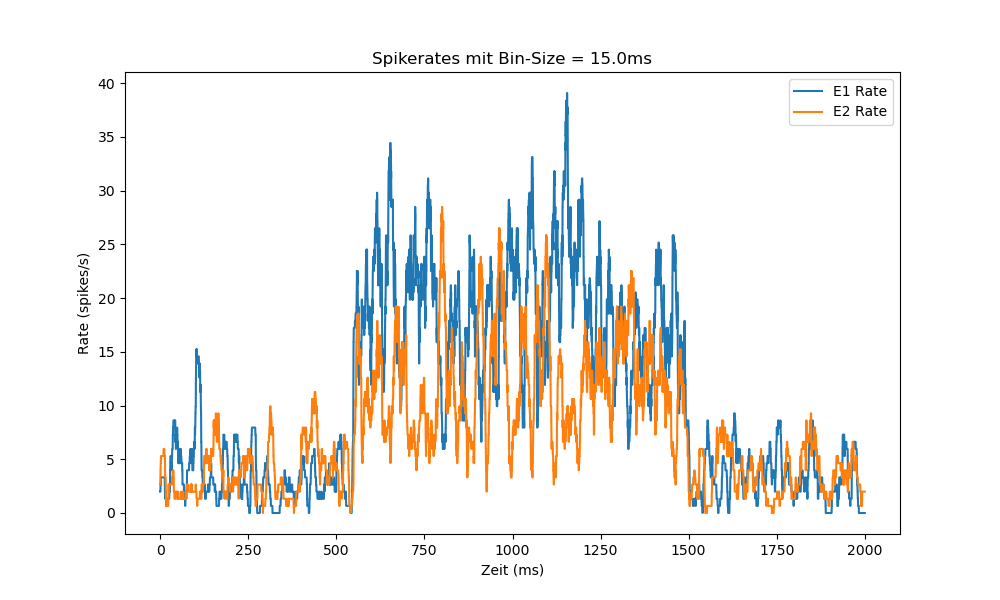 Spikerates mit Bin-Size = 15.0ms
E1 Rate
E2 Rate
Rate (spikes/s)
40
35
30
25
20
15
10
5
0
0 250 500 750 1000 1250 1500 1750 2000
Zeit (ms)